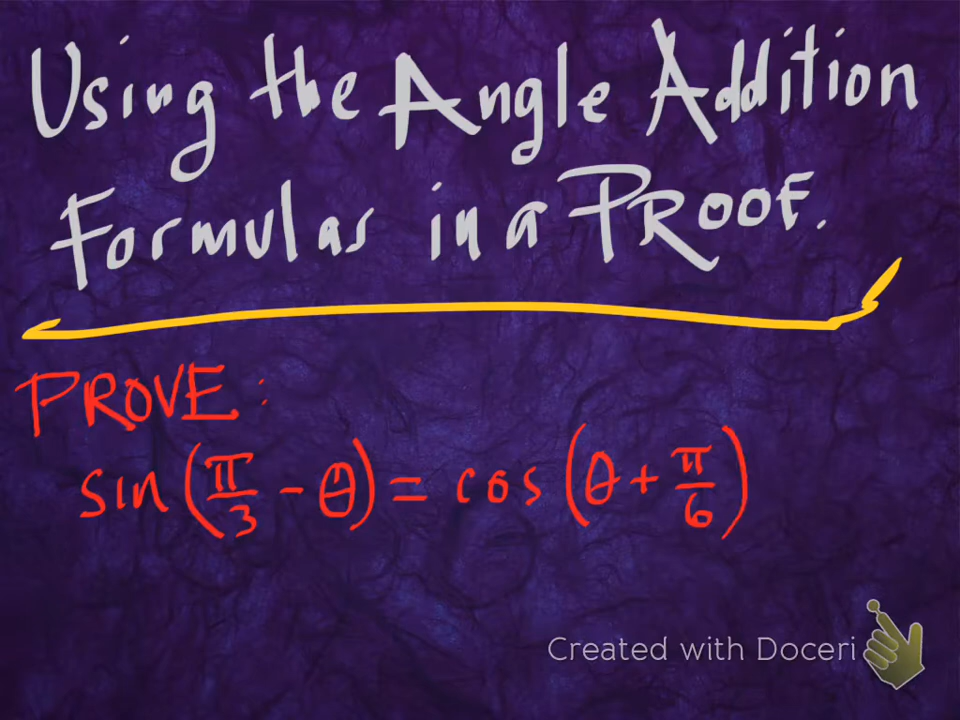 Using the Angle Addition
Formulas in a PROOF.
PROVE:
sin(π/3 - θ) = cos(θ + π/6)
Created with Doceri